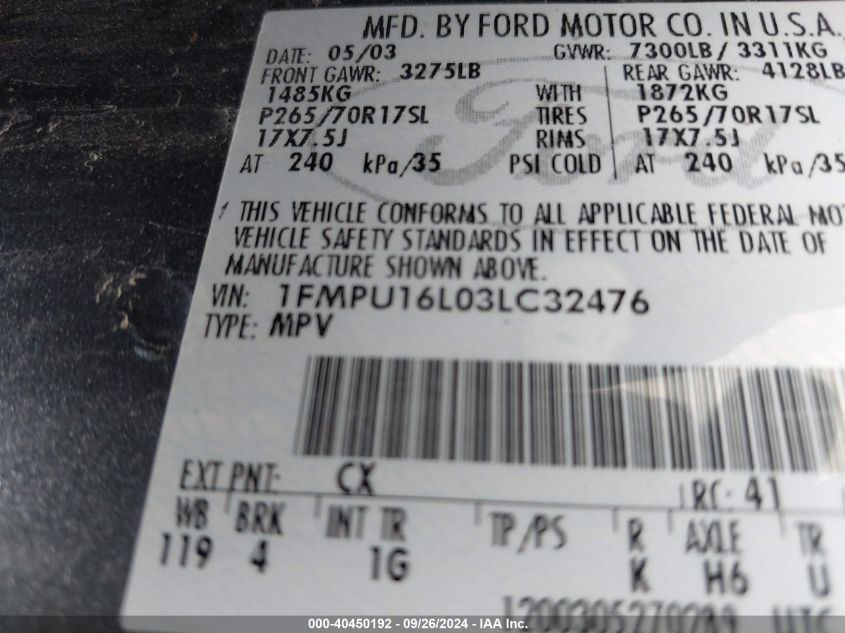 MFD. BY FORD MOTOR CO. IN U.S.A.
DATE: 05/03 GVWR: 7300LB / 3311KG
FRONT GAWR: 3275LB REAR GAWR: 4128LB
1485KG WITH 1872KG
P265/70R17SL TIRES P265/70R17SL
17X7.5J RIMS 17X7.5J
AT 240 kPa/35 PSI COLD AT 240 kPa/35
THIS VEHICLE CONFORMS TO ALL APPLICABLE FEDERAL MOT
VEHICLE SAFETY STANDARDS IN EFFECT ON THE DATE OF
MANUFACTURE SHOWN ABOVE.
VIN: 1FMPU16L03LC32476
TYPE: MPV
EXT PNT: CX RC: 41
WB BRK INT TR TP/PS R AXLE TR
119 4 1G K H6 U
1200305270289 UTC
000-40450192 - 09/26/2024 - IAA Inc.